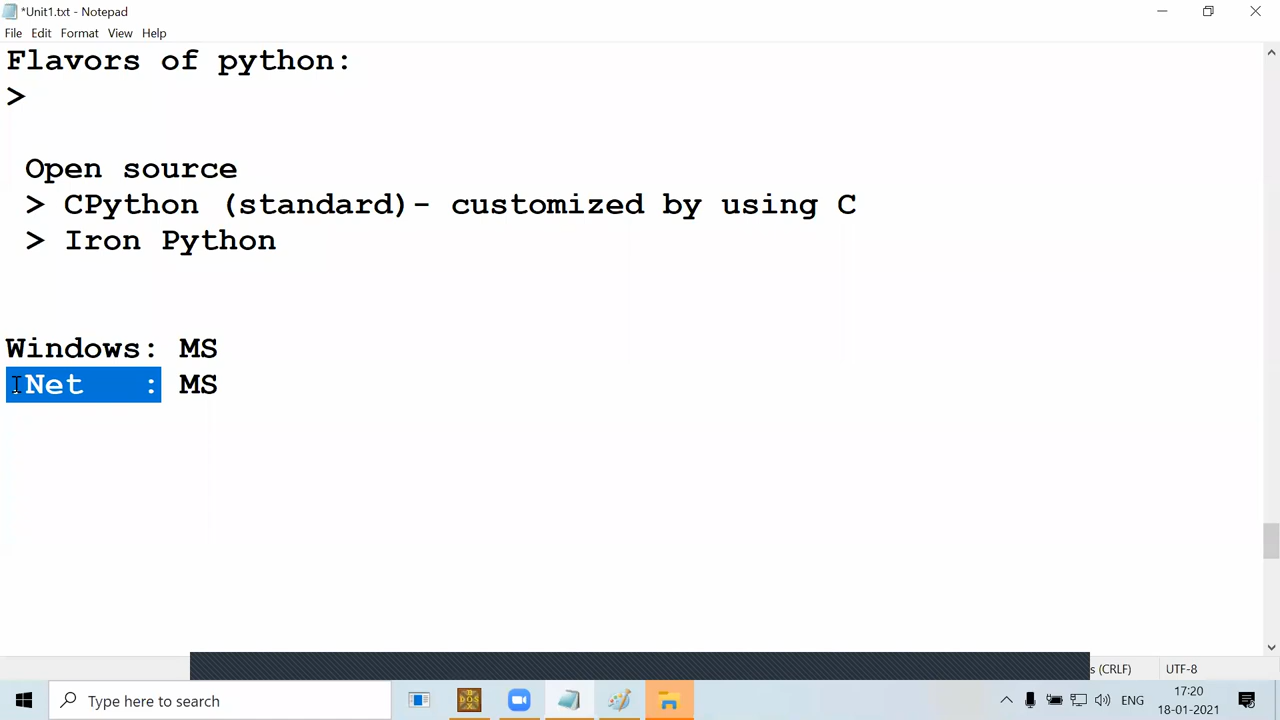 *Unit1.txt - Notepad
File Edit Format View Help
Flavors of python:
>
Open source
> CPython (standard)- customized by using C
> Iron Python
Windows: MS
.Net : MS
(CRLF) UTF-8
Type here to search
ENG
17:20
18-01-2021